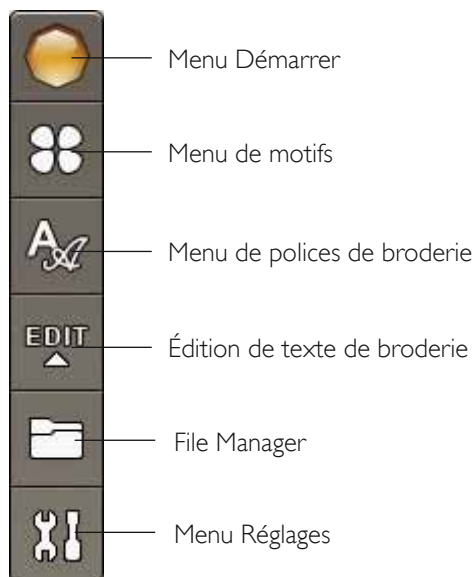 Menu Démarrer
Menu de motifs
A A
Menu de polices de broderie
EDIT
Édition de texte de broderie
File Manager
Menu Réglages